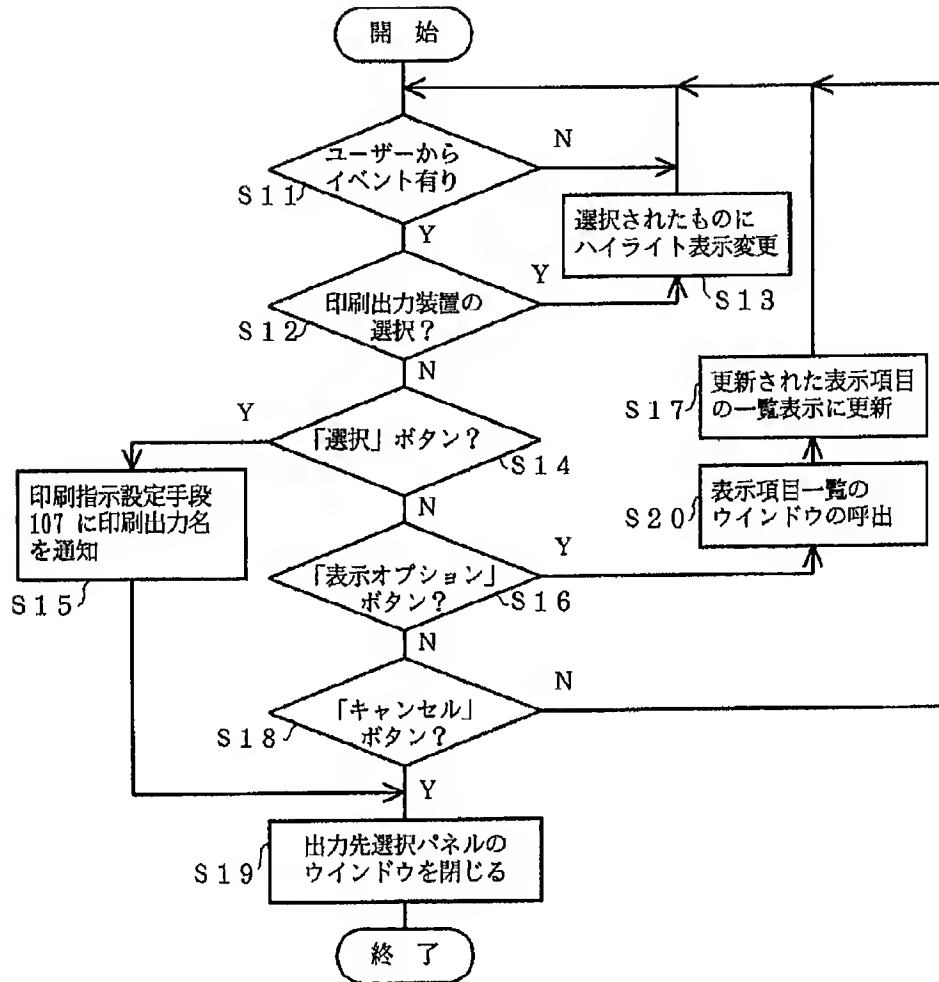 開 始
ユーザーから
イベント有り
S11
N
Y
選択されたものに
ハイライト表示変更
S13
印刷出力装置の
選択?
S12
Y
N
更新された表示項目
の一覧表示に更新
S17
「選択」ボタン?
S14
Y
N
印刷指示設定手段
107 に印刷出力名
を通知
S15
表示項目一覧の
ウインドウの呼出
S20
「表示オプション」
ボタン?
S16
Y
N
「キャンセル」
ボタン?
S18
N
Y
出力先選択パネルの
ウインドウを閉じる
S19
終 了